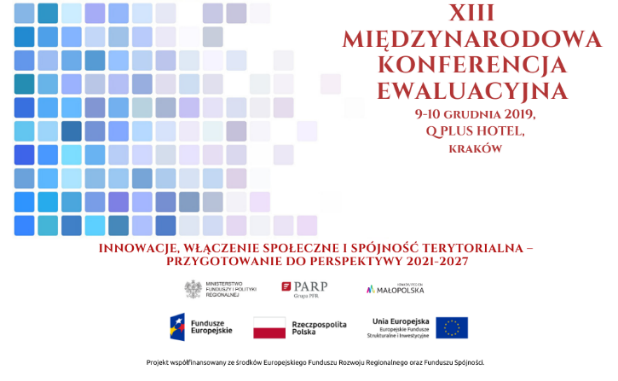 XIII
MIĘDZYNARODOWA
KONFERENCJA
EWALUACYJNA
9-10 GRUDNIA 2019,
Q PLUS HOTEL,
KRAKÓW
INNOWACJE, WŁĄCZENIE SPOŁECZNE I SPÓJNOŚĆ TERYTORIALNA –
PRZYGOTOWANIE DO PERSPEKTYWY 2021-2027
MINISTERSTWO
FUNDUSZY I POLITYKI
REGIONALNEJ
PARP
Grupa PFR
MAŁOPOLSKA
Fundusze
Europejskie
Rzeczpospolita
Polska
Unia Europejska
Europejskie Fundusze
Strukturalne i Inwestycyjne
Projekt współfinansowany ze środków Europejskiego Funduszu Rozwoju Regionalnego oraz Funduszu Spójności.